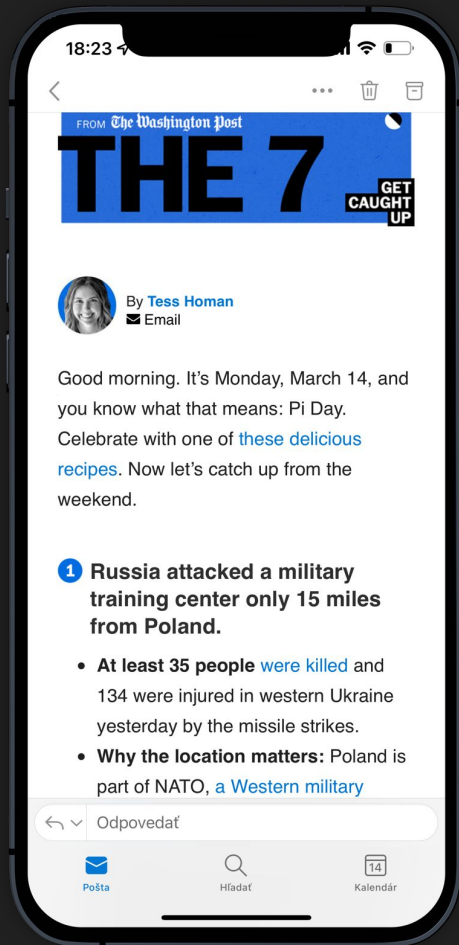 18:23
FROM The Washington Post
THE 7
GET
CAUGHT
UP
By Tess Homan
Email
Good morning. It’s Monday, March 14, and
you know what that means: Pi Day.
Celebrate with one of these delicious
recipes. Now let’s catch up from the
weekend.
1 Russia attacked a military
training center only 15 miles
from Poland.
• At least 35 people were killed and
134 were injured in western Ukraine
yesterday by the missile strikes.
• Why the location matters: Poland is
part of NATO, a Western military
Odpovedať
14
Pošta
Hľadať
Kalendár